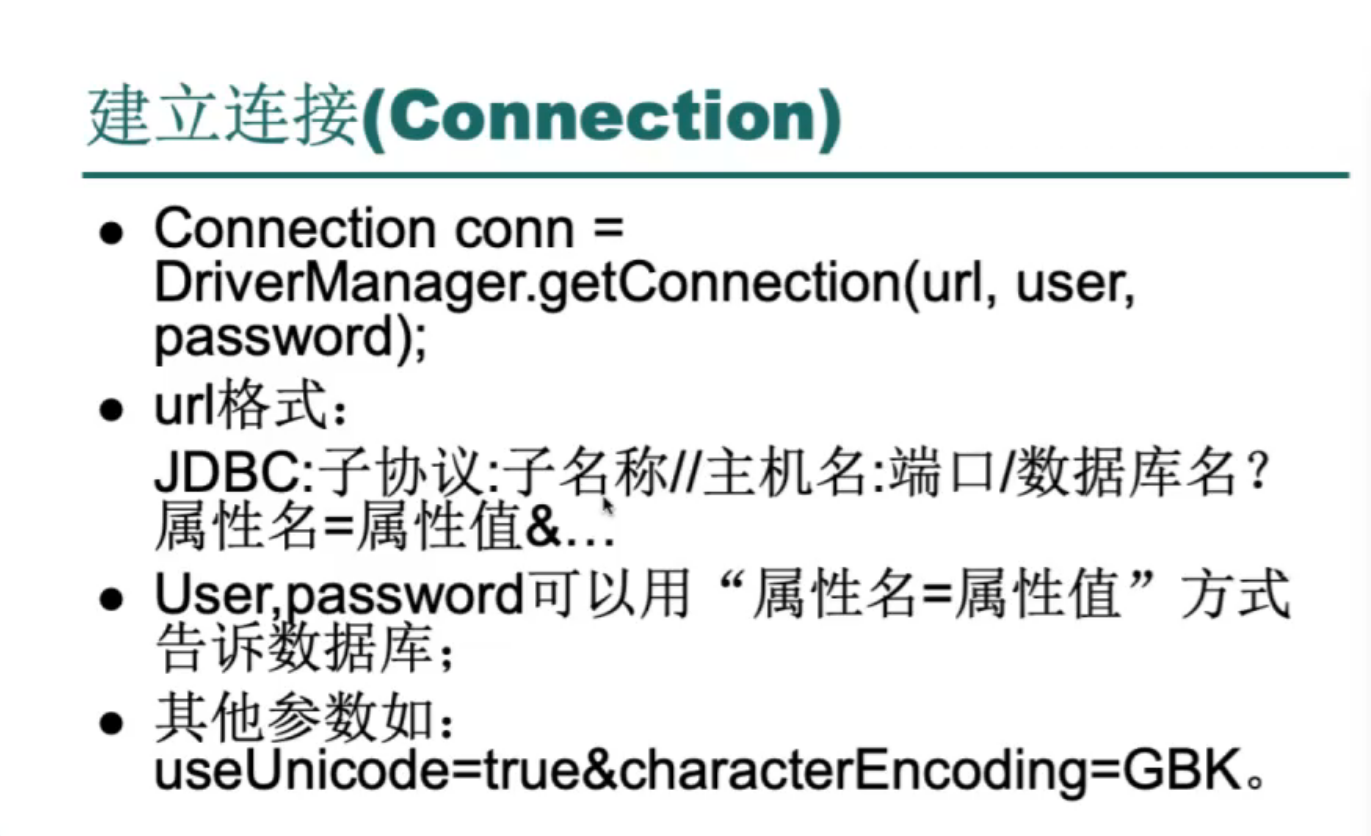 建立连接(Connection)
● Connection conn =
DriverManager.getConnection(url, user,
password);
● url格式：
JDBC:子协议:子名称//主机名:端口/数据库名？
属性名=属性值&…
● User,password可以用“属性名=属性值”方式
告诉数据库；
● 其他参数如：
useUnicode=true&characterEncoding=GBK。